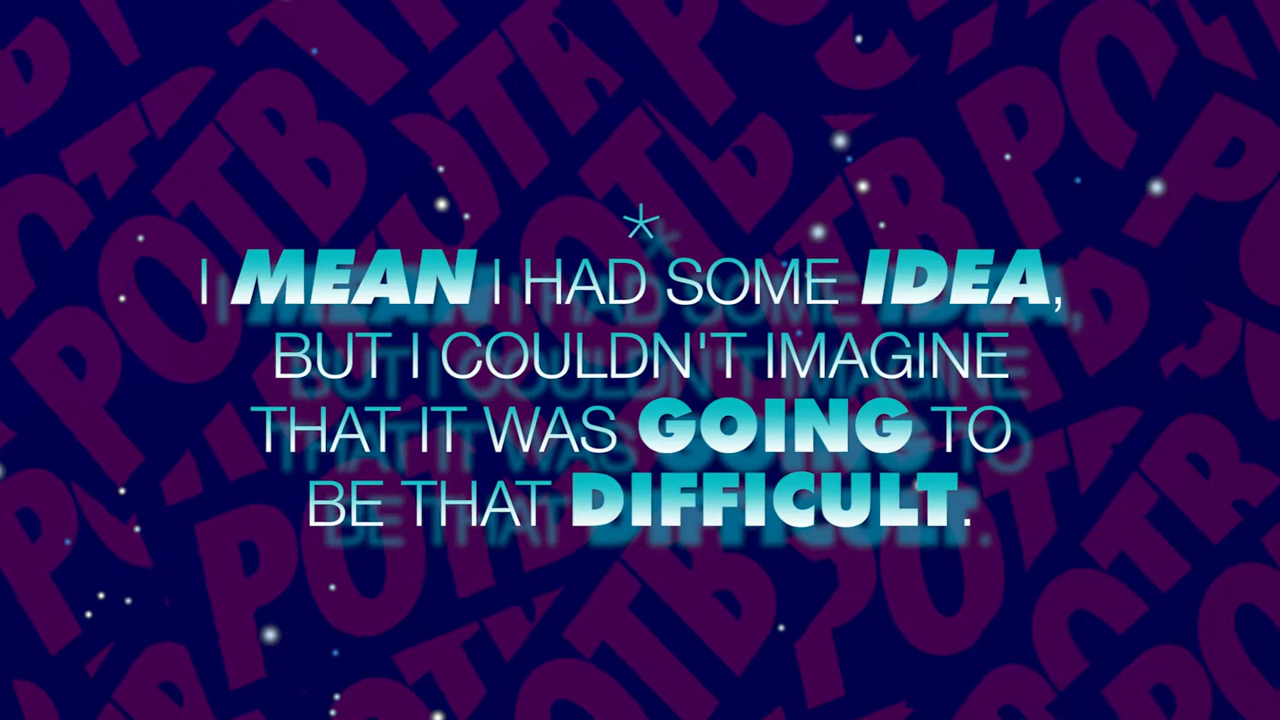 *
I MEAN I HAD SOME IDEA,
BUT I COULDN'T IMAGINE
THAT IT WAS GOING TO
BE THAT DIFFICULT.